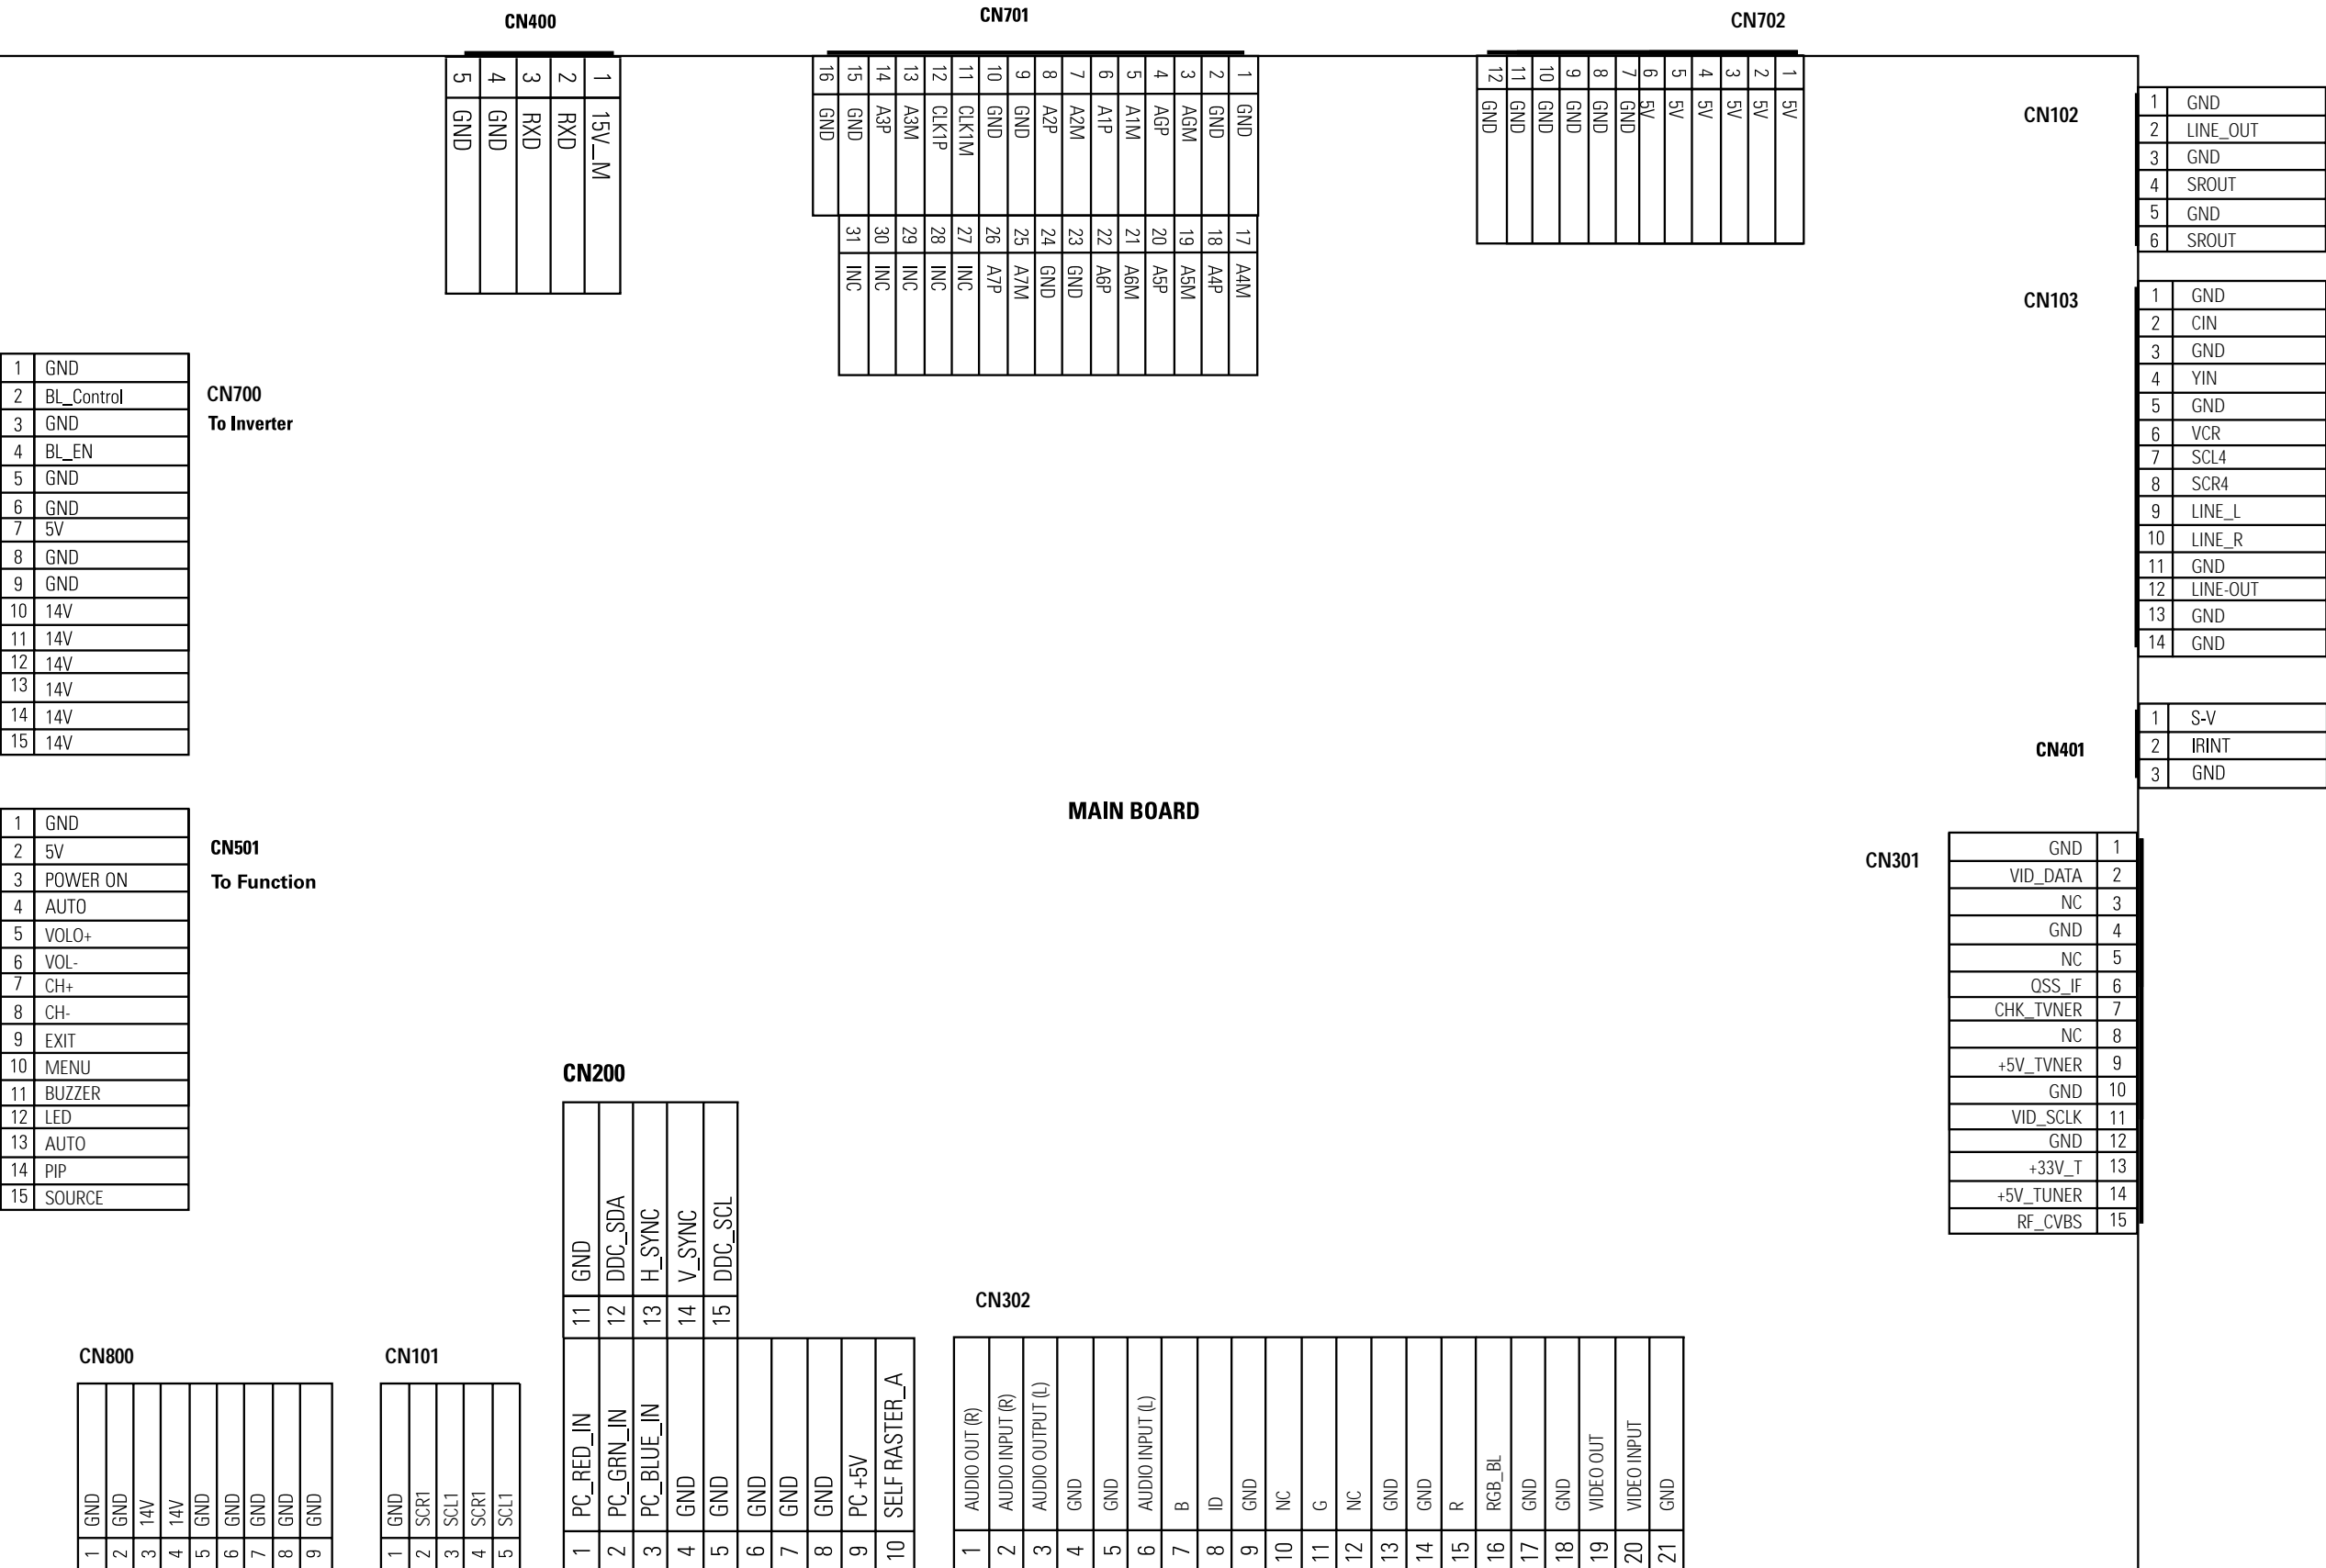 CN400
CN701
CN702
5 4 3 2 1
GND GND RXD RXD 15V_M
16 15 14 13 12 11 10 9 8 7 6 5 4 3 2 1
GND GND A3P A3M CLK1P CLK1M GND GND A2P A2M A1P A1M AGP AGM GND GND
31 30 29 28 27 26 25 24 23 22 21 20 19 18 17
INC INC INC INC INC A7P A7M GND GND A6P A6M A5P A5M A4P A4M
12 11 10 9 8 7 6 5 4 3 2 1
GND GND GND GND GND GND 5V 5V 5V 5V 5V 5V
CN102
1 GND
2 LINE_OUT
3 GND
4 SROUT
5 GND
6 SROUT
CN103
1 GND
2 CIN
3 GND
4 YIN
5 GND
6 VCR
7 SCL4
8 SCR4
9 LINE_L
10 LINE_R
11 GND
12 LINE-OUT
13 GND
14 GND
CN700
To Inverter
1 GND
2 BL_Control
3 GND
4 BL_EN
5 GND
6 GND
7 5V
8 GND
9 GND
10 14V
11 14V
12 14V
13 14V
14 14V
15 14V
CN401
1 S-V
2 IRINT
3 GND
MAIN BOARD
CN501
To Function
1 GND
2 5V
3 POWER ON
4 AUTO
5 VOLO+
6 VOL-
7 CH+
8 CH-
9 EXIT
10 MENU
11 BUZZER
12 LED
13 AUTO
14 PIP
15 SOURCE
CN301
GND 1
VID_DATA 2
NC 3
GND 4
NC 5
QSS_IF 6
CHK_TVNER 7
NC 8
+5V_TVNER 9
GND 10
VID_SCLK 11
GND 12
+33V_T 13
+5V_TUNER 14
RF_CVBS 15
CN200
11 GND
12 DDC_SDA
13 H_SYNC
14 V_SYNC
15 DDC_SCL
1 PC_RED_IN
2 PC_GRN_IN
3 PC_BLUE_IN
4 GND
5 GND
6 GND
7 GND
8 GND
9 PC +5V
10 SELF RASTER_A
CN800
1 GND
2 GND
3 14V
4 14V
5 GND
6 GND
7 GND
8 GND
9 GND
CN101
1 GND
2 SCR1
3 SCL1
4 SCR1
5 SCL1
CN302
1 AUDIO OUT (R)
2 AUDIO INPUT (R)
3 AUDIO OUTPUT (L)
4 GND
5 GND
6 AUDIO INPUT (L)
7 B
8 ID
9 GND
10 NC
11 G
12 NC
13 GND
14 GND
15 R
16 RGB_BL
17 GND
18 GND
19 VIDEO OUT
20 VIDEO INPUT
21 GND